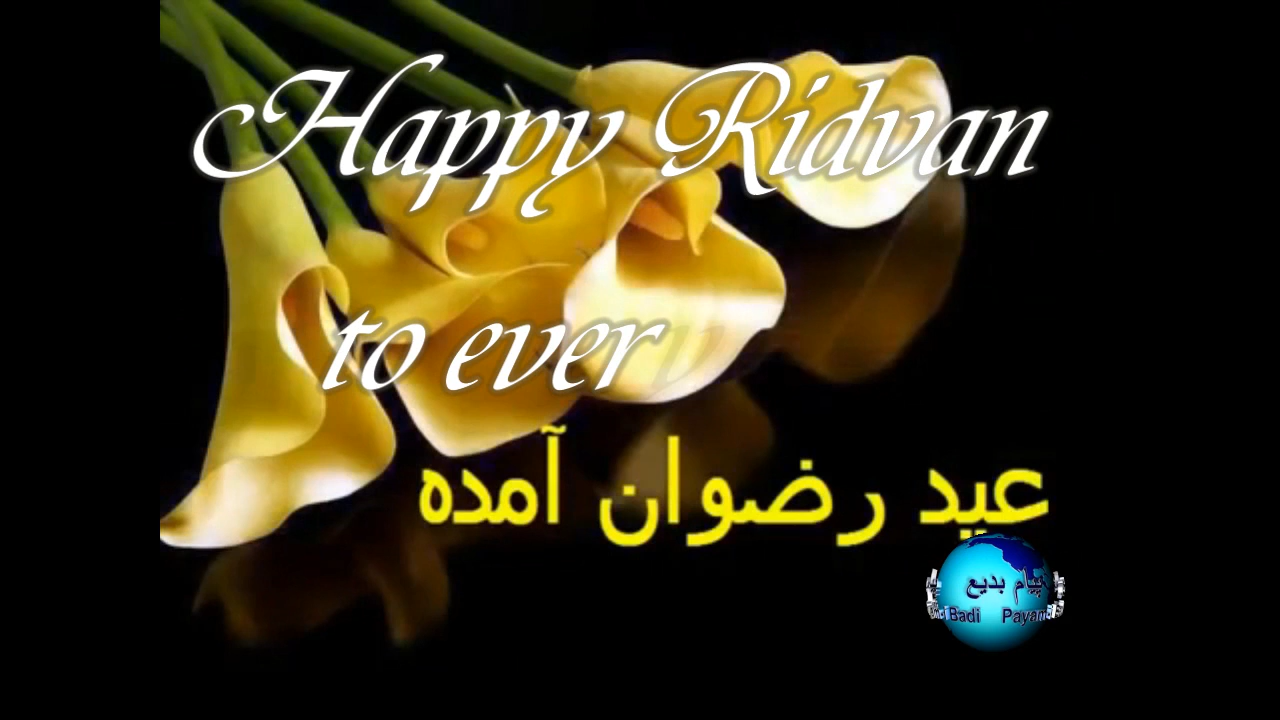 Happy Ridvan
to ever
عید رضوان آمده
پیام بدیع
Badi Payam